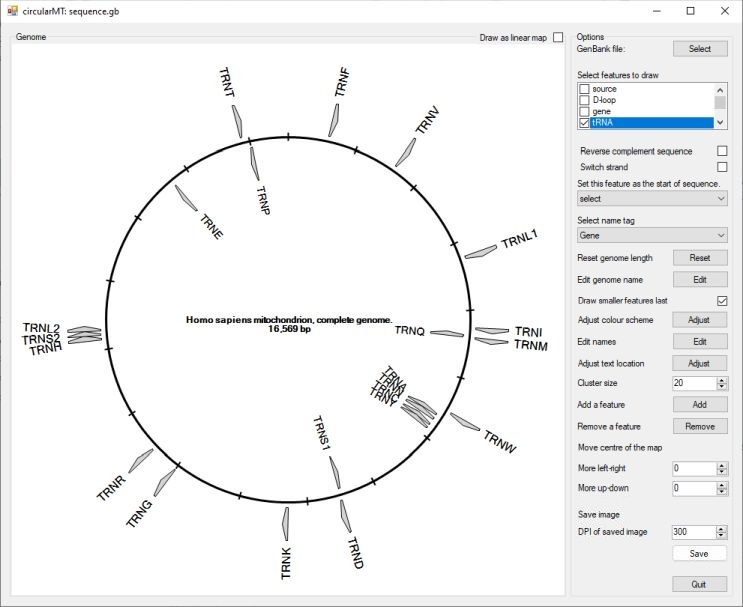 circularMT: sequence.gb
Genome
Draw as linear map
TRNT
TRNF
TRNV
TRNP
TRNE
TRNL1
Homo sapiens mitochondrion, complete genome.
16,569 bp
TRNQ
TRNI
TRNM
TRNL2
TRNS2
TRNH
TRNA
TRNY
TRNW
TRNS1
TRNR
TRNG
TRNK
TRND
Options
GenBank file:
Select
Select features to draw
source
D-loop
gene
tRNA
Reverse complement sequence
Switch strand
Set this feature as the start of sequence.
select
Select name tag
Gene
Reset genome length
Reset
Edit genome name
Edit
Draw smaller features last
Adjust colour scheme
Adjust
Edit names
Edit
Adjust text location
Adjust
Cluster size
20
Add a feature
Add
Remove a feature
Remove
Move centre of the map
More left-right
0
More up-down
0
Save image
DPI of saved image
300
Save
Quit